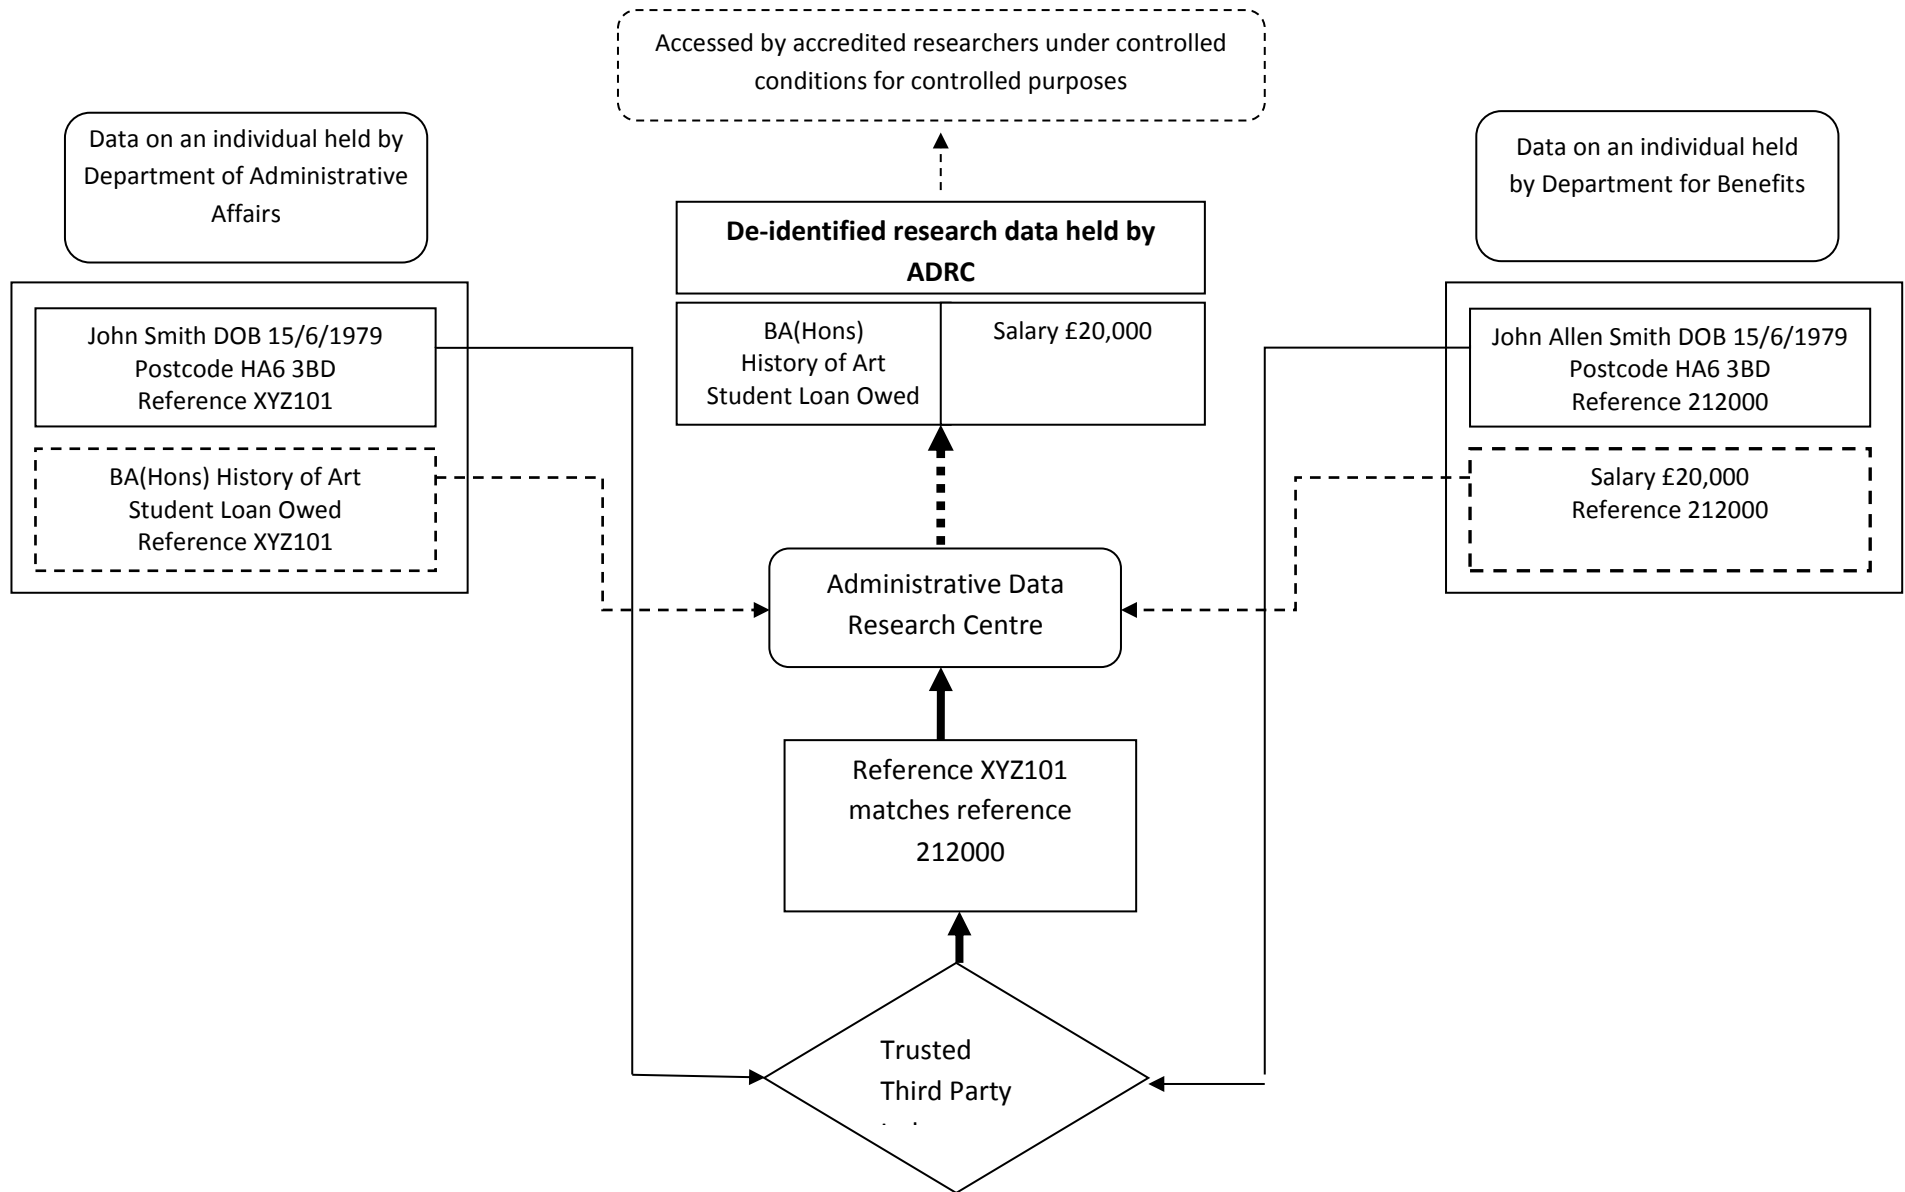 Accessed by accredited researchers under controlled
conditions for controlled purposes
Data on an individual held by
Department of Administrative
Affairs
Data on an individual held
by Department for Benefits
De-identified research data held by
ADRC
John Smith DOB 15/6/1979
Postcode HA6 3BD
Reference XYZ101
BA(Hons)
History of Art
Student Loan Owed
Salary £20,000
John Allen Smith DOB 15/6/1979
Postcode HA6 3BD
Reference 212000
BA(Hons) History of Art
Student Loan Owed
Reference XYZ101
Salary £20,000
Reference 212000
Administrative Data
Research Centre
Reference XYZ101
matches reference
212000
Trusted
Third Party